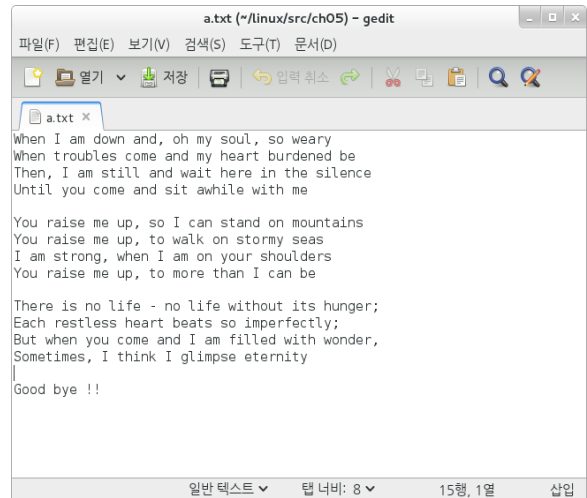 a.txt (~/linux/src/ch05) - gedit
파일(F) 편집(E) 보기(V) 검색(S) 도구(T) 문서(D)
열기 저장 입력 취소
a.txt
When I am down and, oh my soul, so weary
When troubles come and my heart burdened be
Then, I am still and wait here in the silence
Until you come and sit awhile with me

You raise me up, so I can stand on mountains
You raise me up, to walk on stormy seas
I am strong, when I am on your shoulders
You raise me up, to more than I can be

There is no life - no life without its hunger;
Each restless heart beats so imperfectly;
But when you come and I am filled with wonder,
Sometimes, I think I glimpse eternity

Good bye !!
일반 텍스트 탭 너비: 8 15행, 1열 삽입